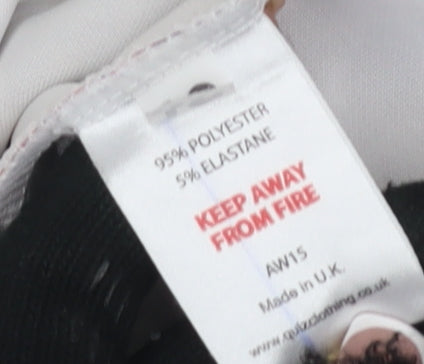 95% POLYESTER
5% ELASTANE
KEEP AWAY
FROM FIRE
AW15
Made in U.K.
www.quizclothing.co.uk